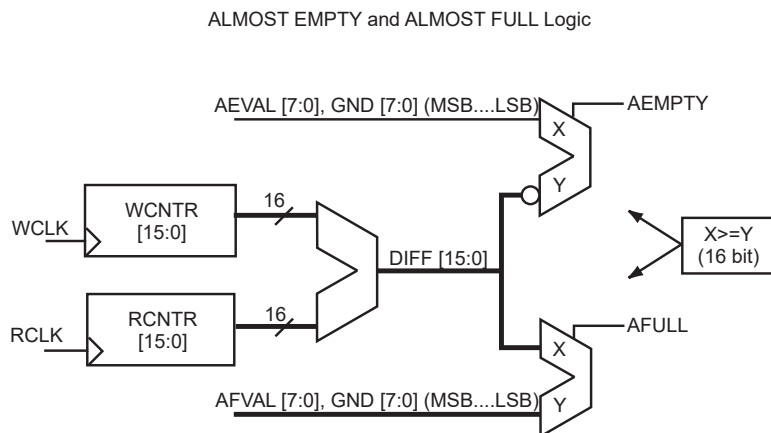 ALMOST EMPTY and ALMOST FULL Logic
AEVAL [7:0], GND [7:0] (MSB....LSB)
X
AEMPTY
Y
WCLK
WCNTR
[15:0]
16
DIFF [15:0]
X>=Y
(16 bit)
RCLK
RCNTR
[15:0]
16
X
AFULL
AFVAL [7:0], GND [7:0] (MSB....LSB)
Y